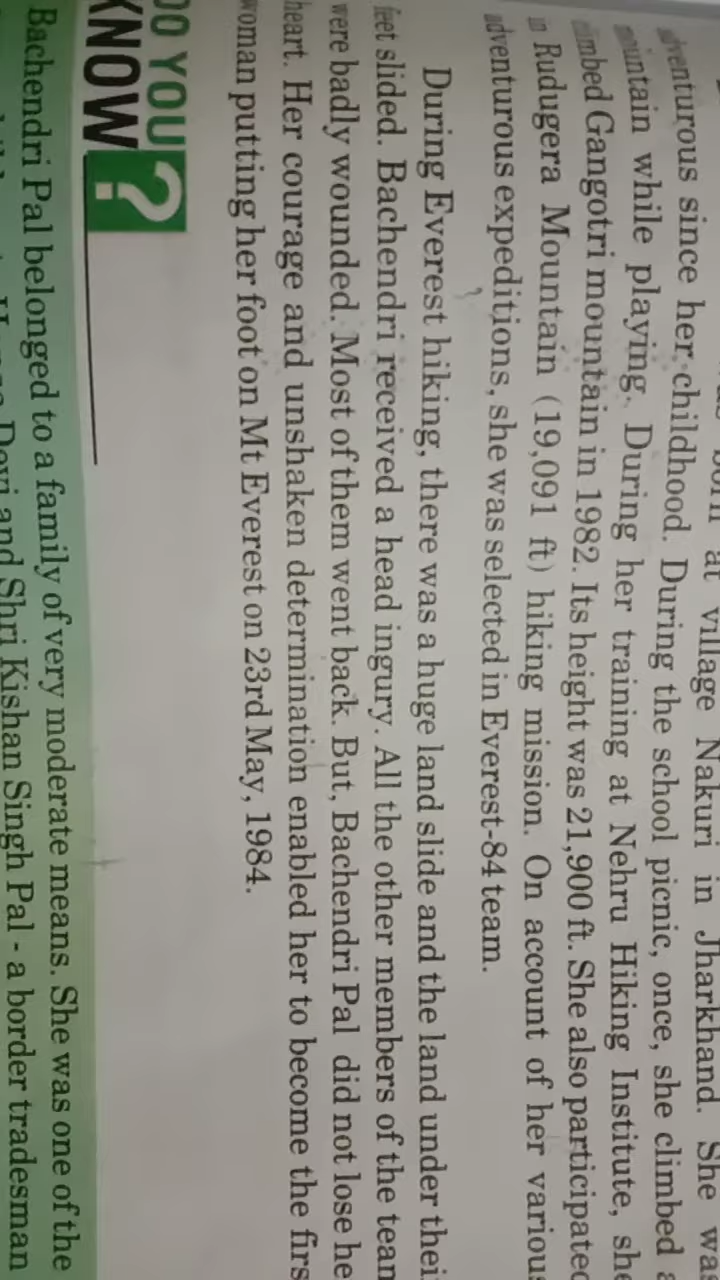 born at village Nakuri in Jharkhand. She was
adventurous since her childhood. During the school picnic, once, she climbed a
mountain while playing. During her training at Nehru Hiking Institute, she
climbed Gangotri mountain in 1982. Its height was 21,900 ft. She also participated
in Rudugera Mountain (19,091 ft) hiking mission. On account of her various
adventurous expeditions, she was selected in Everest-84 team.
During Everest hiking, there was a huge land slide and the land under their
feet slided. Bachendri received a head ingury. All the other members of the team
were badly wounded. Most of them went back. But, Bachendri Pal did not lose her
heart. Her courage and unshaken determination enabled her to become the first
woman putting her foot on Mt Everest on 23rd May, 1984.
DO YOU
KNOW ?
Bachendri Pal belonged to a family of very moderate means. She was one of the
Devi and Shri Kishan Singh Pal - a border tradesman